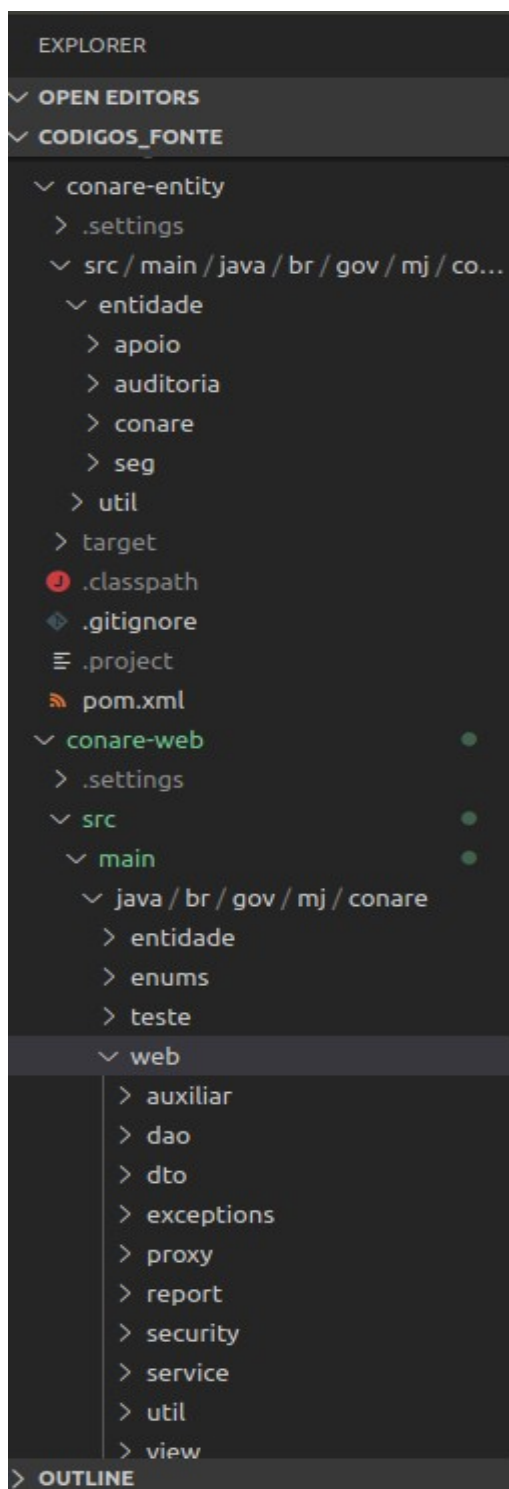 EXPLORER
OPEN EDITORS
CODIGOS_FONTE
conare-entity
.settings
src / main / java / br / gov / mj / co...
entidade
apoio
auditoria
conare
seg
util
target
.classpath
.gitignore
.project
pom.xml
conare-web
.settings
src
main
java / br / gov / mj / conare
entidade
enums
teste
web
auxiliar
dao
dto
exceptions
proxy
report
security
service
util
view
OUTLINE